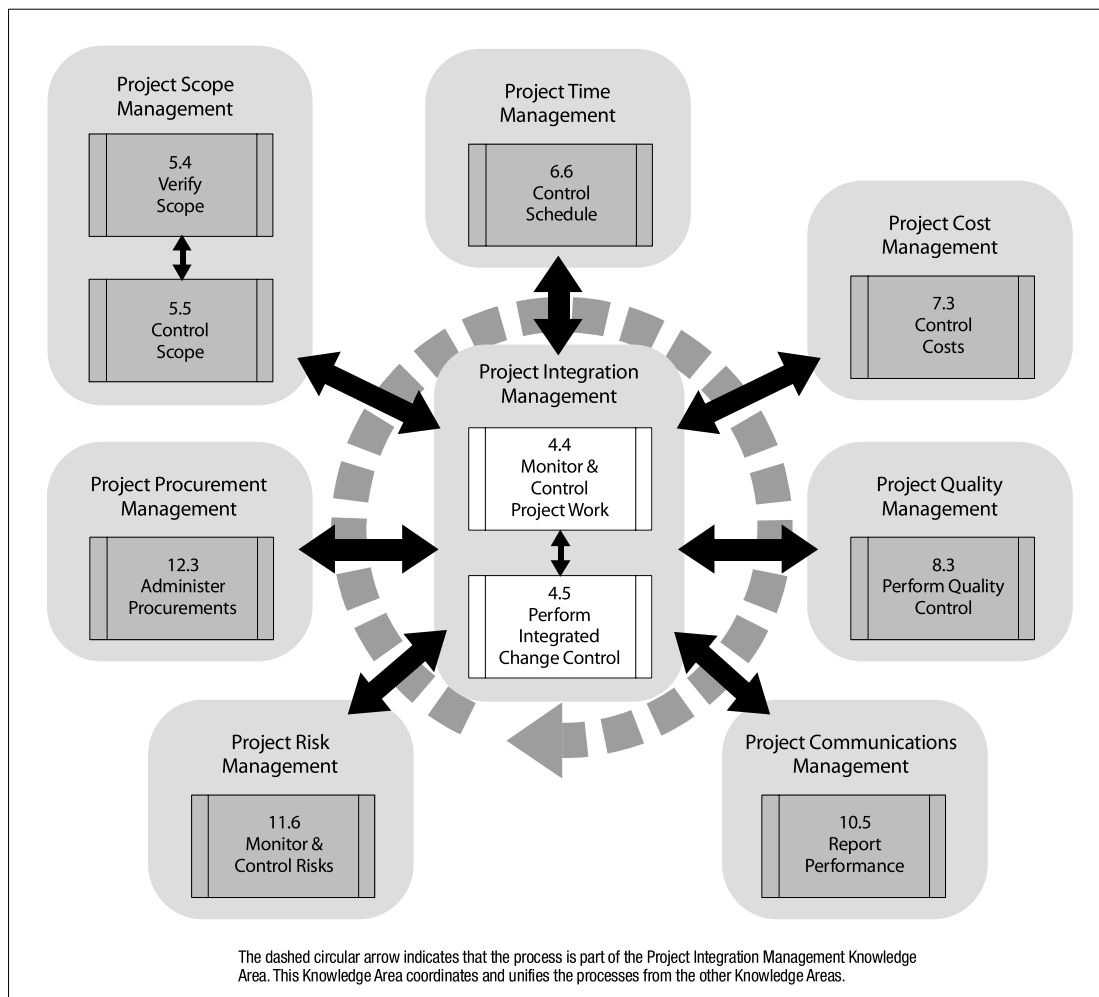 Project Scope
Management
5.4
Verify
Scope
5.5
Control
Scope
Project Time
Management
6.6
Control
Schedule
Project Cost
Management
7.3
Control
Costs
Project Integration
Management
4.4
Monitor &
Control
Project Work
4.5
Perform
Integrated
Change Control
Project Procurement
Management
12.3
Administer
Procurements
Project Quality
Management
8.3
Perform Quality
Control
Project Risk
Management
11.6
Monitor &
Control Risks
Project Communications
Management
10.5
Report
Performance
The dashed circular arrow indicates that the process is part of the Project Integration Management Knowledge
Area. This Knowledge Area coordinates and unifies the processes from the other Knowledge Areas.